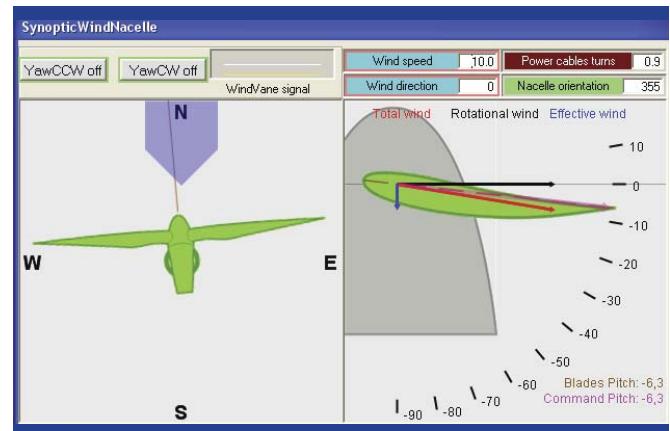 SynopticWindNacelle
YawCCW off
YawCW off
WindVane signal
Wind speed 10.0
Power cables turns 0.9
Wind direction 0
Nacelle orientation 355
N
W
E
S
Total wind Rotational wind Effective wind
10
0
-10
-20
-30
-40
-50
-60
-70
-80
-90
Blades Pitch: -6,3
Command Pitch: -6,3